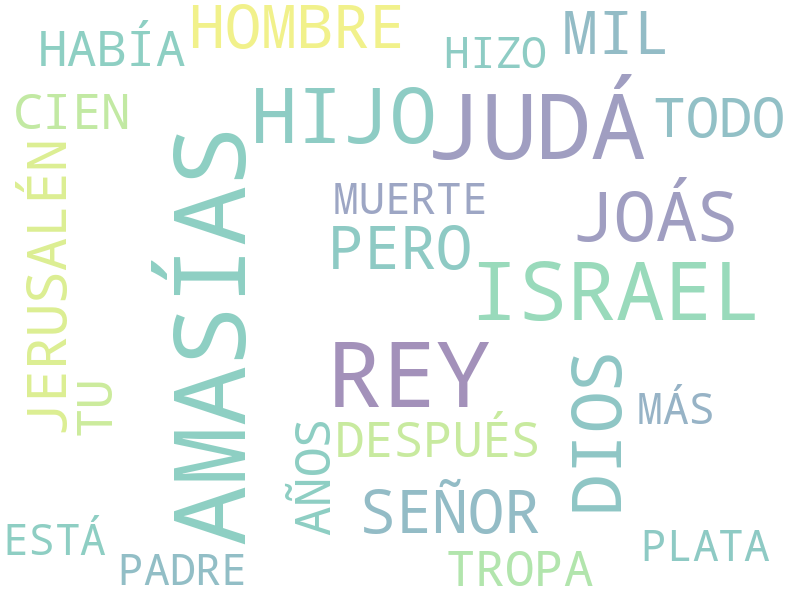 HOMBRE
HABÍA
HIZO
MIL
CIEN
HIJO
JUDÁ
TODO
JERUSALÉN
AMASÍAS
MUERTE
JOÁS
PERO
ISRAEL
REY
TU
DIOS
MÁS
AÑOS
DESPUÉS
SEÑOR
ESTÁ
PADRE
TROPA
PLATA